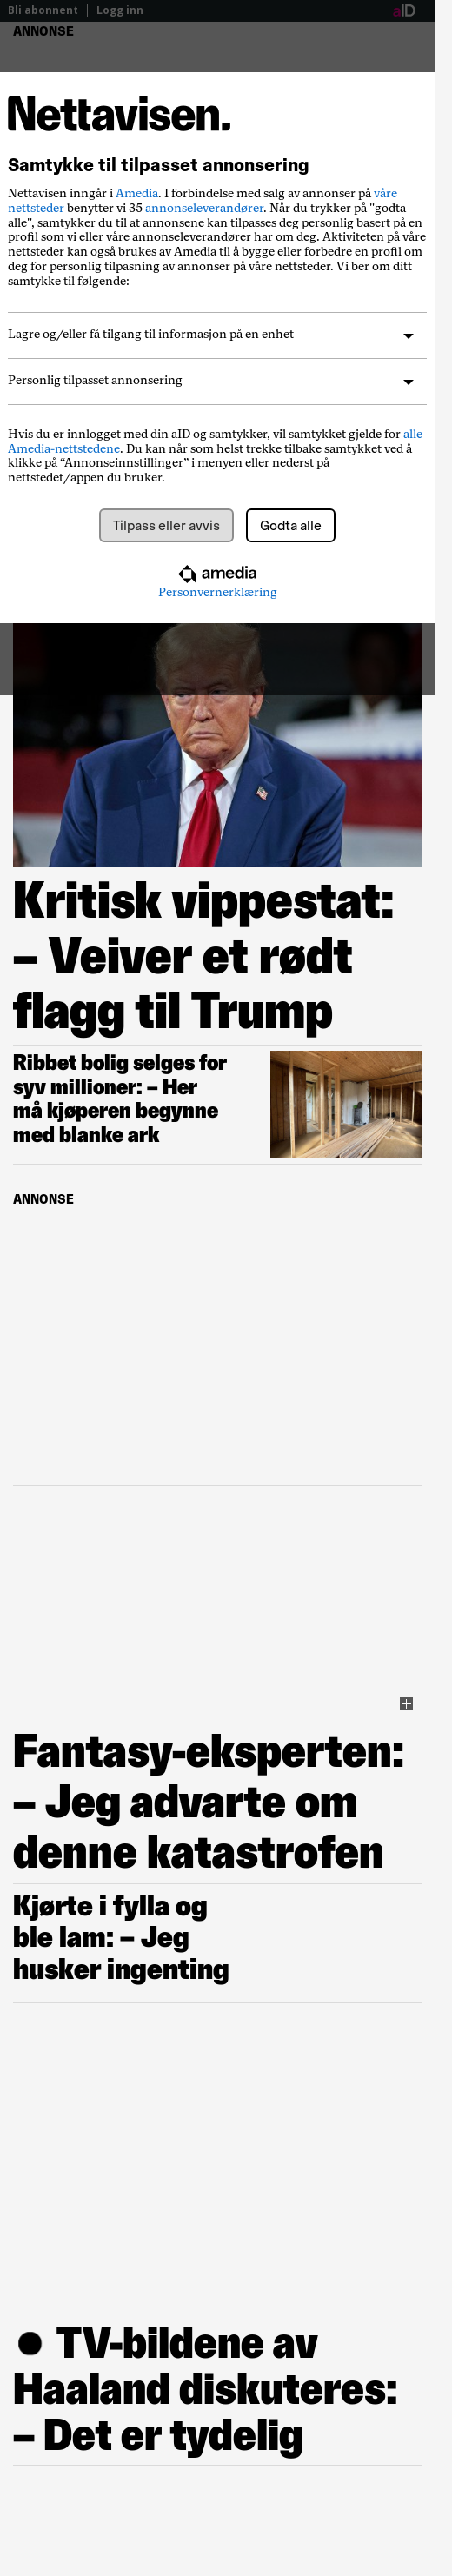 Bli abonnent | Logg inn
aID
ANNONSE
Nettavisen.
Samtykke til tilpasset annonsering
Nettavisen inngår i Amedia. I forbindelse med salg av annonser på våre
nettsteder benytter vi 35 annonseleverandører. Når du trykker på "godta
alle", samtykker du til at annonsene kan tilpasses deg personlig basert på en
profil som vi eller våre annonseleverandører har om deg. Aktiviteten på våre
nettsteder kan også brukes av Amedia til å bygge eller forbedre en profil om
deg for personlig tilpasning av annonser på våre nettsteder. Vi ber om ditt
samtykke til følgende:
Lagre og/eller få tilgang til informasjon på en enhet
Personlig tilpasset annonsering
Hvis du er innlogget med din aID og samtykker, vil samtykket gjelde for alle
Amedia-nettstedene. Du kan når som helst trekke tilbake samtykket ved å
klikke på “Annonseinnstillinger” i menyen eller nederst på
nettstedet/appen du bruker.
Tilpass eller avvis
Godta alle
amedia
Personvernerklæring
Kritisk vippestat:
– Veiver et rødt
flagg til Trump
Ribbet bolig selges for
syv millioner: – Her
må kjøperen begynne
med blanke ark
ANNONSE
Fantasy-eksperten:
– Jeg advarte om
denne katastrofen
Kjørte i fylla og
ble lam: – Jeg
husker ingenting
● TV-bildene av
Haaland diskuteres:
– Det er tydelig